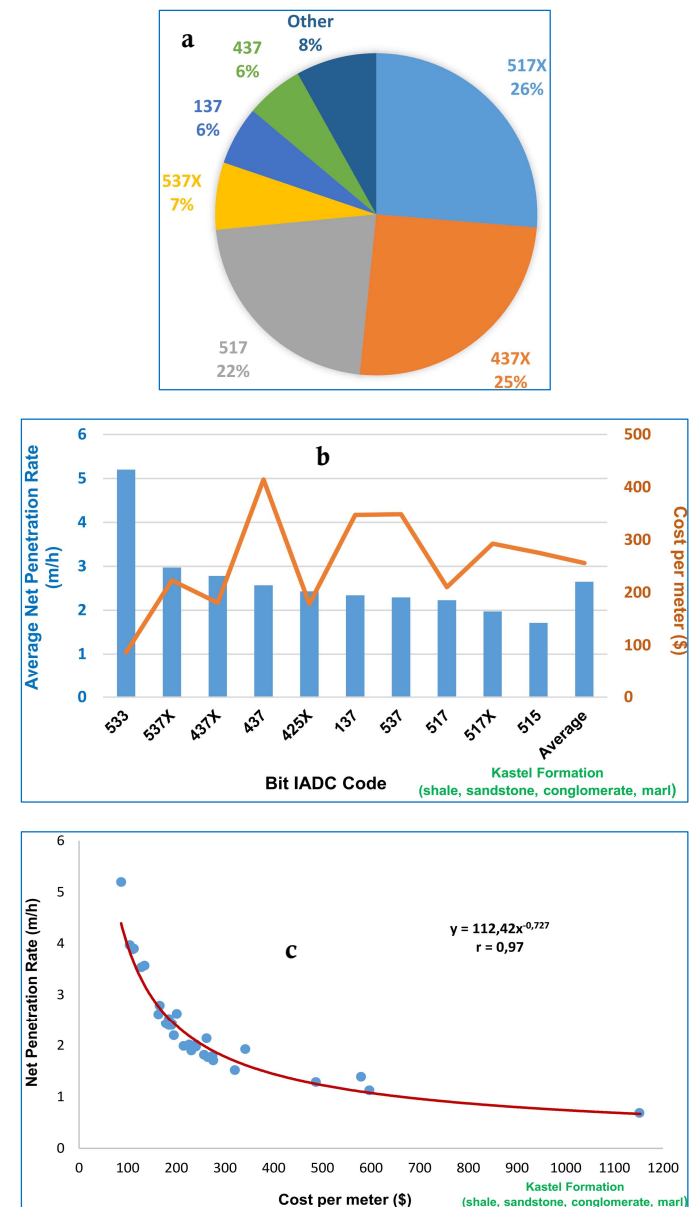 a
Other
8%
437
6%
517X
26%
137
6%
537X
7%
517
22%
437X
25%
b
Average Net Penetration Rate
(m/h)
6
5
4
3
2
1
0
500
400
300
200
100
0
Cost per meter ($)
533
537X
437X
437
425X
137
537
517
517X
515
Average
Bit IADC Code
Kastel Formation
(shale, sandstone, conglomerate, marl)
c
Net Penetration Rate (m/h)
6
5
4
3
2
1
0
y = 112,42x^-0,727
r = 0,97
0
100
200
300
400
500
600
700
800
900
1000
1100
1200
Cost per meter ($)
Kastel Formation
(shale, sandstone, conglomerate, marl)